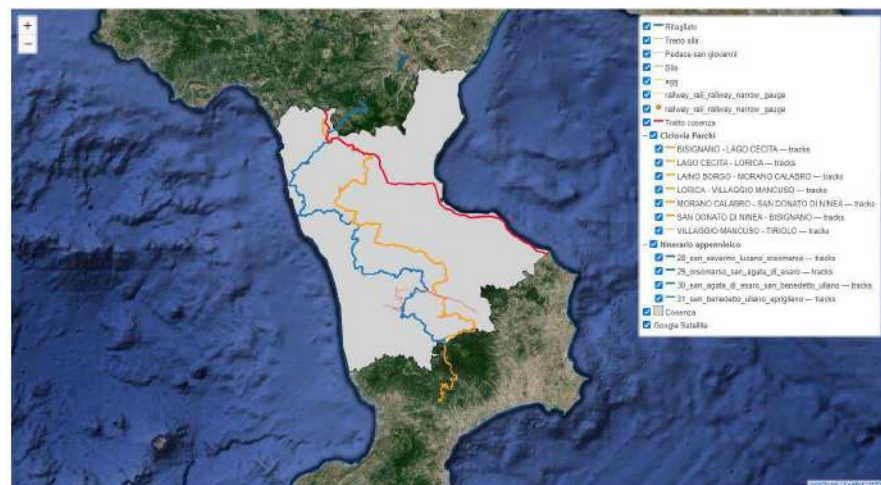 +
−
Ritagliato
Treno sila
Pedace san giovanni
Sila
agg
railway_rail_railway_narrow_gauge
railway_rail_railway_narrow_gauge
Tratto cosenza
Ciclovia Parchi
BISIGNANO - LAGO CECITA — tracks
LAGO CECITA - LORICA — tracks
LAINO BORGO - MORANO CALABRO — tracks
LORICA - VILLAGGIO MANCUSO — tracks
MORANO CALABRO - SAN DONATO DI NINEA — tracks
SAN DONATO DI NINEA - BISIGNANO — tracks
VILLAGGIO MANCUSO - TIRIOLO — tracks
Itinerario appenninico
28_san_severino_lucano_orsomarso — tracks
29_orsomarso_san_agata_di_esaro — tracks
30_san_agata_di_esaro_san_benedetto_ullano — tracks
31_san_benedetto_ullano_aprigliano — tracks
Cosenza
Google Satellite